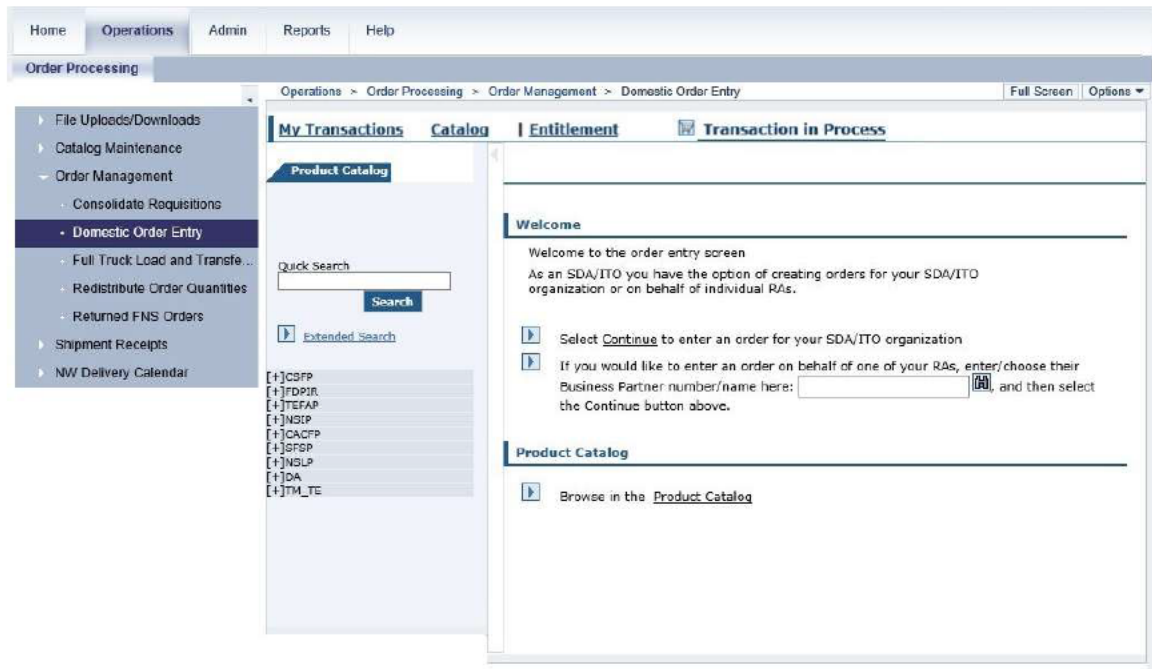 Home Operations Admin Reports Help
Order Processing
Operations > Order Processing > Order Management > Domestic Order Entry Full Screen Options
File Uploads/Downloads
Catalog Maintenance
Order Management
Consolidate Requisitions
Domestic Order Entry
Full Truck Load and Transfe...
Redistribute Order Quantities
Returned FNS Orders
Shipment Receipts
NW Delivery Calendar
My Transactions Catalog | Entitlement Transaction in Process
Product Catalog
Quick Search
Search
Extended Search
[+]CSFP
[+]FDPIR
[+]TEFAP
[+]NSIP
[+]CACFP
[+]SFSP
[+]NSLP
[+]DA
[+]TM_TE
Welcome
Welcome to the order entry screen
As an SDA/ITO you have the option of creating orders for your SDA/ITO
organization or on behalf of individual RAs.
Select Continue to enter an order for your SDA/ITO organization
If you would like to enter an order on behalf of one of your RAs, enter/choose their
Business Partner number/name here: , and then select
the Continue button above.
Product Catalog
Browse in the Product Catalog